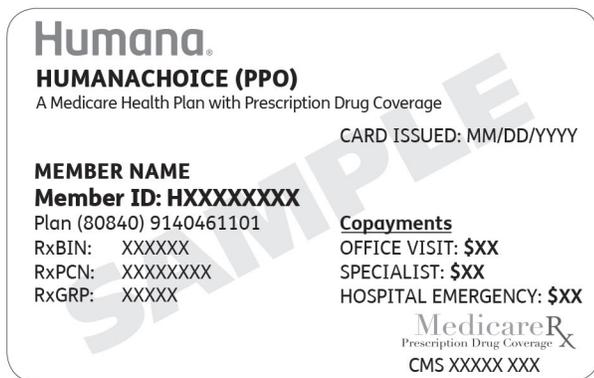 Humana®
HUMANACHOICE (PPO)
A Medicare Health Plan with Prescription Drug Coverage
CARD ISSUED: MM/DD/YYYY
MEMBER NAME
Member ID: HXXXXXXXX
Plan (80840) 9140461101
RxBIN: XXXXXX
RxPCN: XXXXXXXX
RxGRP: XXXXX
Copayments
OFFICE VISIT: $XX
SPECIALIST: $XX
HOSPITAL EMERGENCY: $XX
MedicareRx
Prescription Drug Coverage
CMS XXXXX XXX
SAMPLE